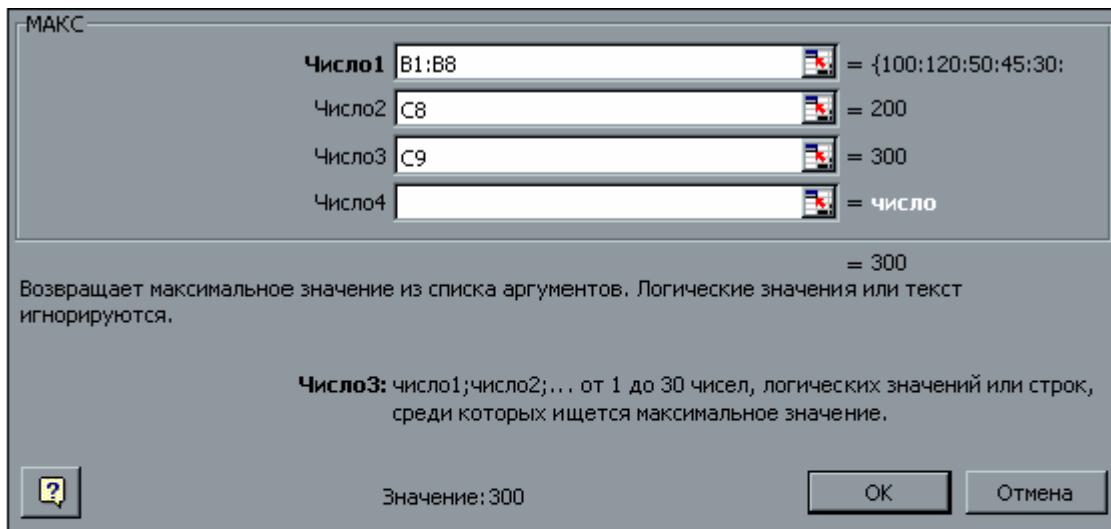 МАКС
Число1 B1:B8 = {100:120:50:45:30:
Число2 C8 = 200
Число3 C9 = 300
Число4 = число
= 300
Возвращает максимальное значение из списка аргументов. Логические значения или текст
игнорируются.
Число3: число1;число2;... от 1 до 30 чисел, логических значений или строк,
среди которых ищется максимальное значение.
? Значение:300 ОК Отмена